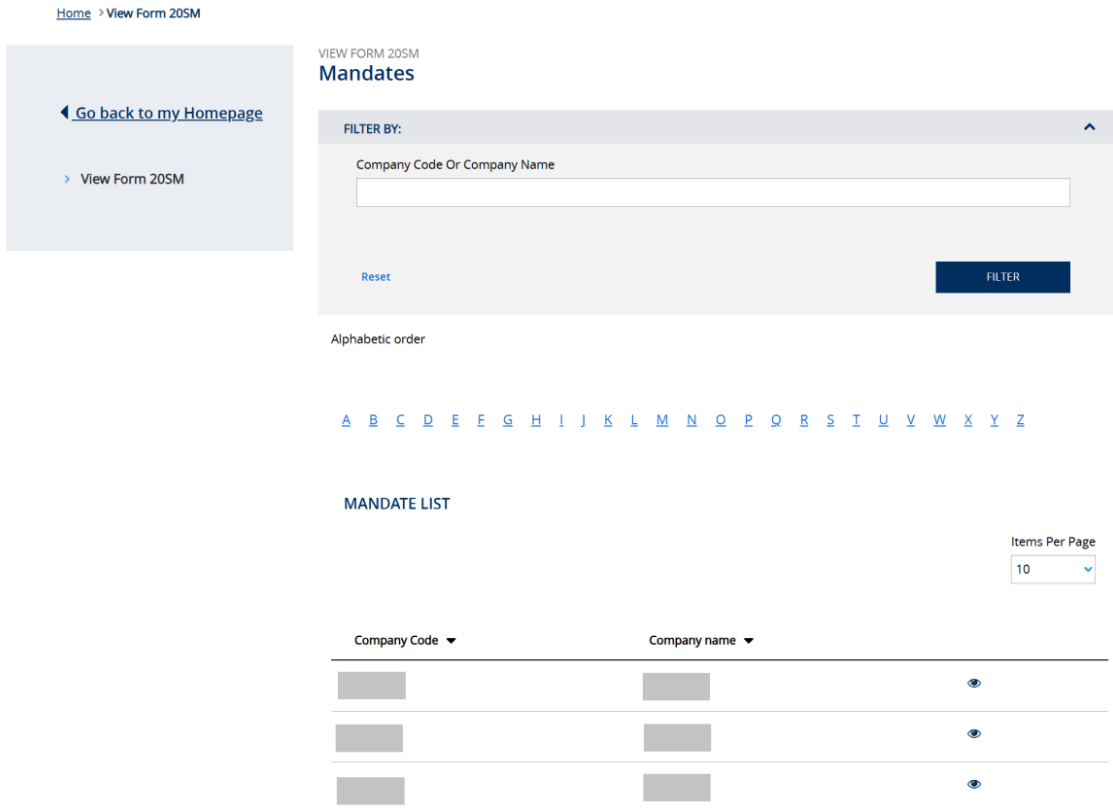 Home > View Form 20SM
Go back to my Homepage
View Form 20SM
VIEW FORM 20SM
Mandates
FILTER BY:
Company Code Or Company Name
Reset FILTER
Alphabetic order
A B C D E F G H I J K L M N O P Q R S T U V W X Y Z
MANDATE LIST
Items Per Page
10
Company Code Company name